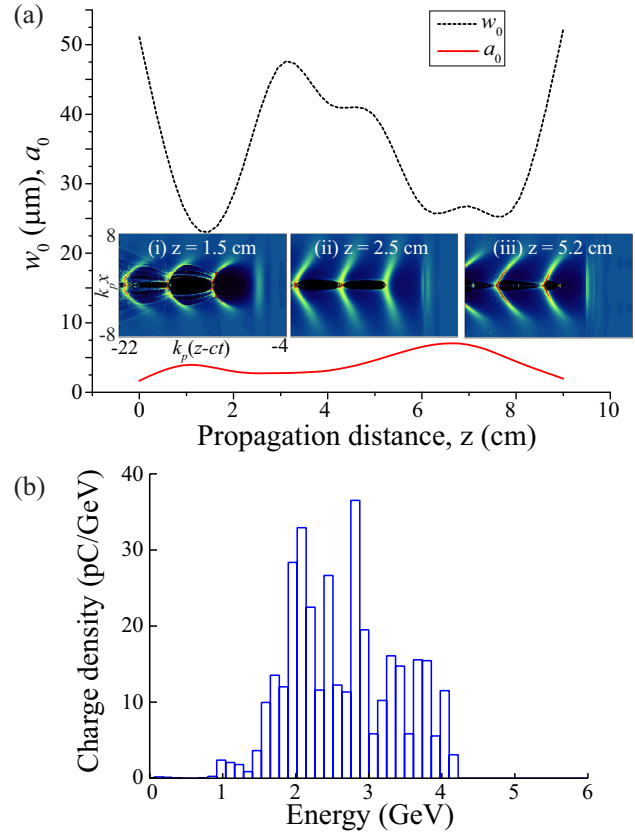 (a)
w₀
a₀
50
40
30
20
10
0
w₀ (μm), a₀
8
kₚx
-8
(i) z = 1.5 cm
(ii) z = 2.5 cm
(iii) z = 5.2 cm
-22
kₚ(z-ct)
-4
0 2 4 6 8 10
Propagation distance, z (cm)
(b)
40
30
20
10
0
Charge density (pC/GeV)
0 1 2 3 4 5 6
Energy (GeV)